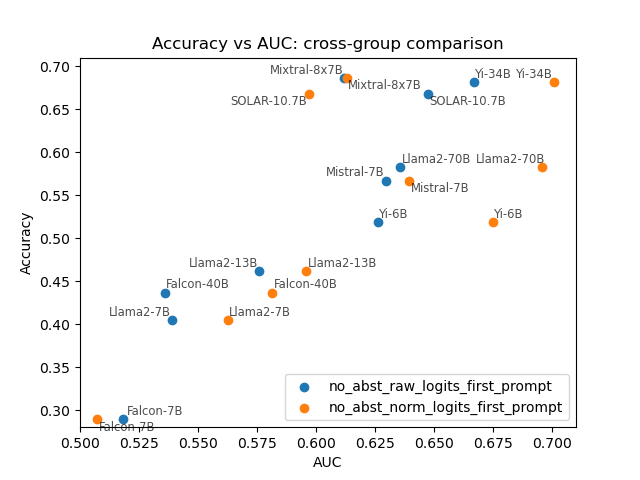 Accuracy vs AUC: cross-group comparison
0.70
0.65
0.60
0.55
0.50
0.45
0.40
0.35
0.30
Accuracy
Mixtral-8x7B
Yi-34B
Yi-34B
Mixtral-8x7B
SOLAR-10.7B
SOLAR-10.7B
Llama2-70B
Llama2-70B
Mistral-7B
Mistral-7B
Yi-6B
Yi-6B
Llama2-13B
Llama2-13B
Falcon-40B
Falcon-40B
Llama2-7B
Llama2-7B
Falcon-7B
Falcon-7B
no_abst_raw_logits_first_prompt
no_abst_norm_logits_first_prompt
0.500
0.525
0.550
0.575
0.600
0.625
0.650
0.675
0.700
AUC